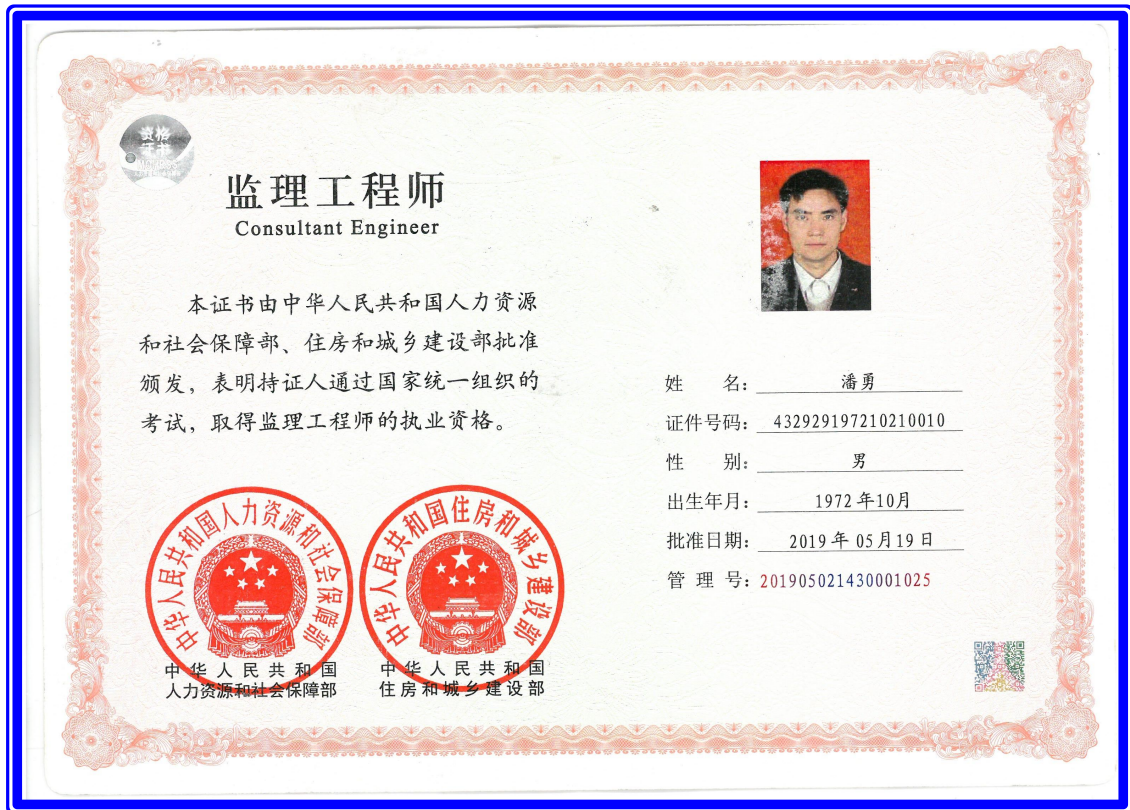 资格
证书
监理工程师
Consultant Engineer
本证书由中华人民共和国人力资源
和社会保障部、住房和城乡建设部批准
颁发，表明持证人通过国家统一组织的
考试，取得监理工程师的执业资格。
中华人民共和国人力资源和社会保障部
中华人民共和国住房和城乡建设部
中华人民共和国
人力资源和社会保障部
中华人民共和国
住房和城乡建设部
姓 名：潘勇
证件号码：432929197210210010
性 别：男
出生年月：1972年10月
批准日期：2019年05月19日
管 理 号：201905021430001025